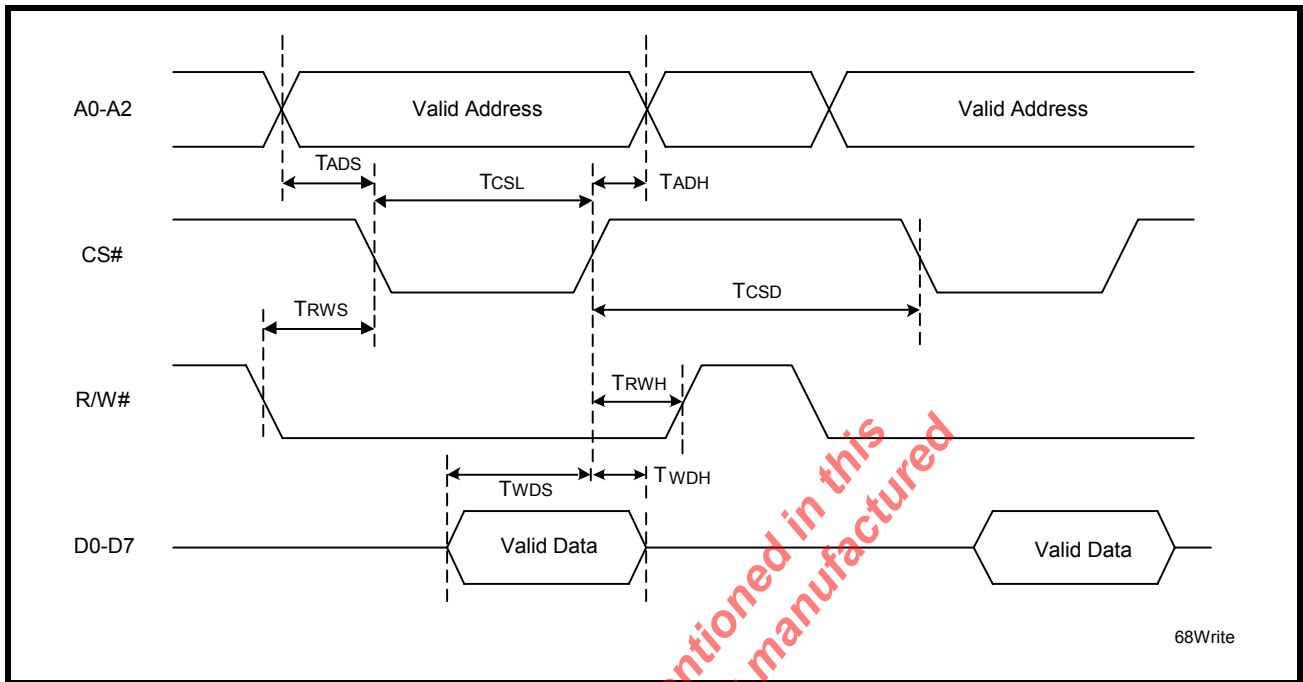 A0-A2
Valid Address
Valid Address
TADS
TCSL
TADH
CS#
TCSD
TRWS
R/W#
TRWH
TWDS
TWDH
D0-D7
Valid Data
Valid Data
mentioned in this
manufactured
68Write